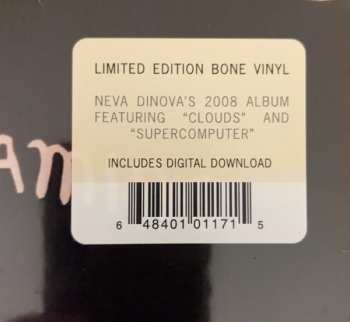 LIMITED EDITION BONE VINYL
NEVA DINOVA'S 2008 ALBUM
FEATURING "CLOUDS" AND
"SUPERCOMPUTER"
INCLUDES DIGITAL DOWNLOAD
6 48401 01171 5